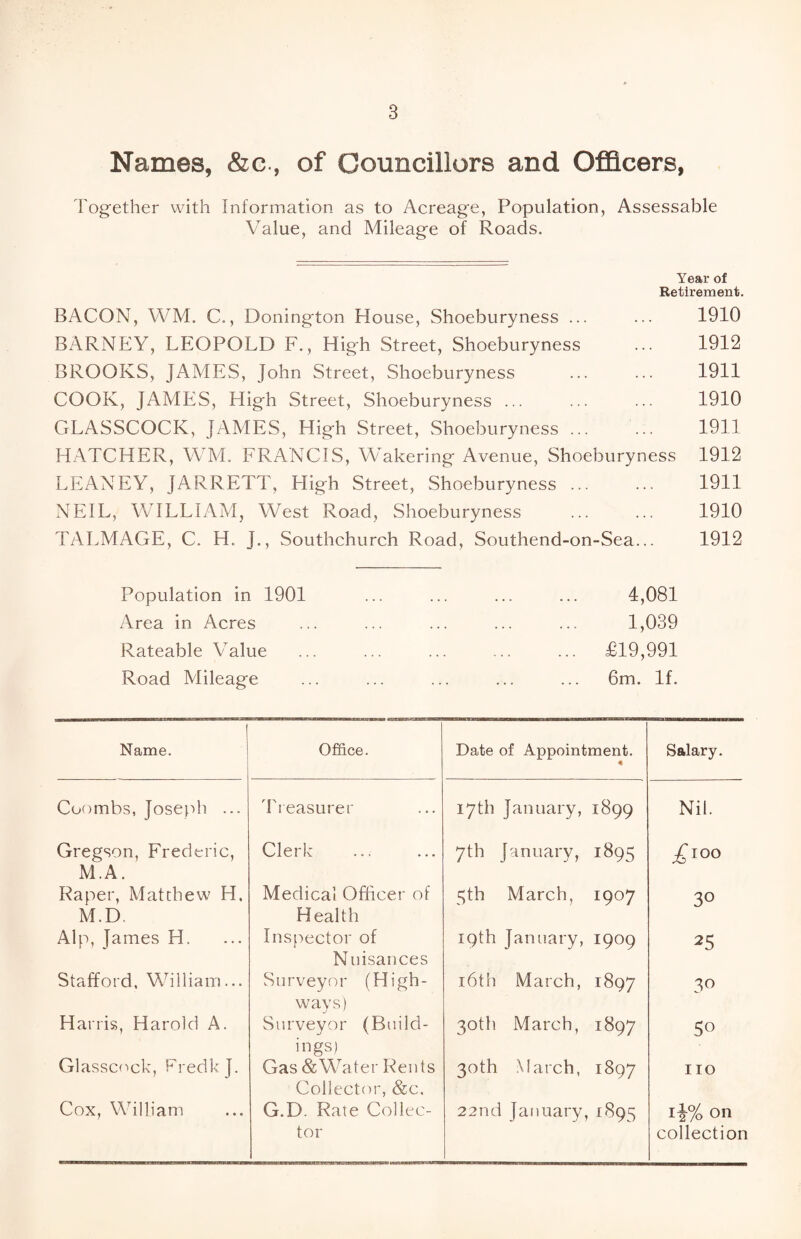 3
Names, &c., of Councillors and Officers,
Together with Information as to Acreage, Population, Assessable
Value, and Mileage of Roads.
Year of
Retirement.
BACON, WM. C., Donington House, Shoeburyness ... ... 1910
BARNEY, LEOPOLD F., High Street, Shoeburyness ... 1912
BROOKS, JAMES, John Street, Shoeburyness ... ... 1911
COOK, JAMES, High Street, Shoeburyness ... ... ... 1910
GLASSCOCK, JAMES, High Street, Shoeburyness ... ... 1911
HATCHER, WM. FRANCIS, Wakering Avenue, Shoeburyness 1912
LEANEY, JARRETT, High Street, Shoeburyness ... ... 1911
NEIL, WILLIAM, West Road, Shoeburyness ... ... 1910
TALMAGE, C. H. J., Southchurch Road, Southend-on-Sea... 1912
Population in 1901 ... ... ... ... 4,081
Area in Acres ... ... ... ... ... 1,039
Rateable Value ... ... ... ... ... £19,991
Road Mileage ... ... ... ... ... 6m. 1f.
Name. Office. Date of Appointment. Salary.
Coombs, Joseph ... Treasurer ... 17th January, 1899 Nil.
Gregson, Frederic, Clerk ... ... 7th January, 1895 £100
M.A.
Raper, Matthew H, Medical Officer of 5th March, 1907 30
M.D. Health
Alp, James H. ... Inspector of 19th January, 1909 25
Nuisances
Stafford, William... Surveyor (High- 16th March, 1897 30
ways)
Harris, Harold A. Surveyor (Build- 30th March, 1897 50
ings)
Glasscock, Fredk J. Gas &Water Rents 30th March, 1897 110
Collector, &c.
Cox, William ... G.D. Rate Collec- 22nd January, 1895 1½% on
tor collection